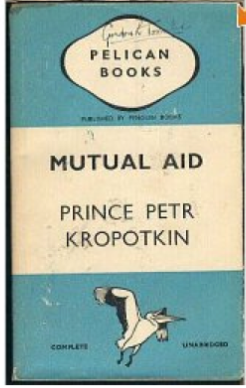 PELICAN
BOOKS
PUBLISHED BY PENGUIN BOOKS
MUTUAL AID
PRINCE PETR
KROPOTKIN
COMPLETE UNABRIDGED